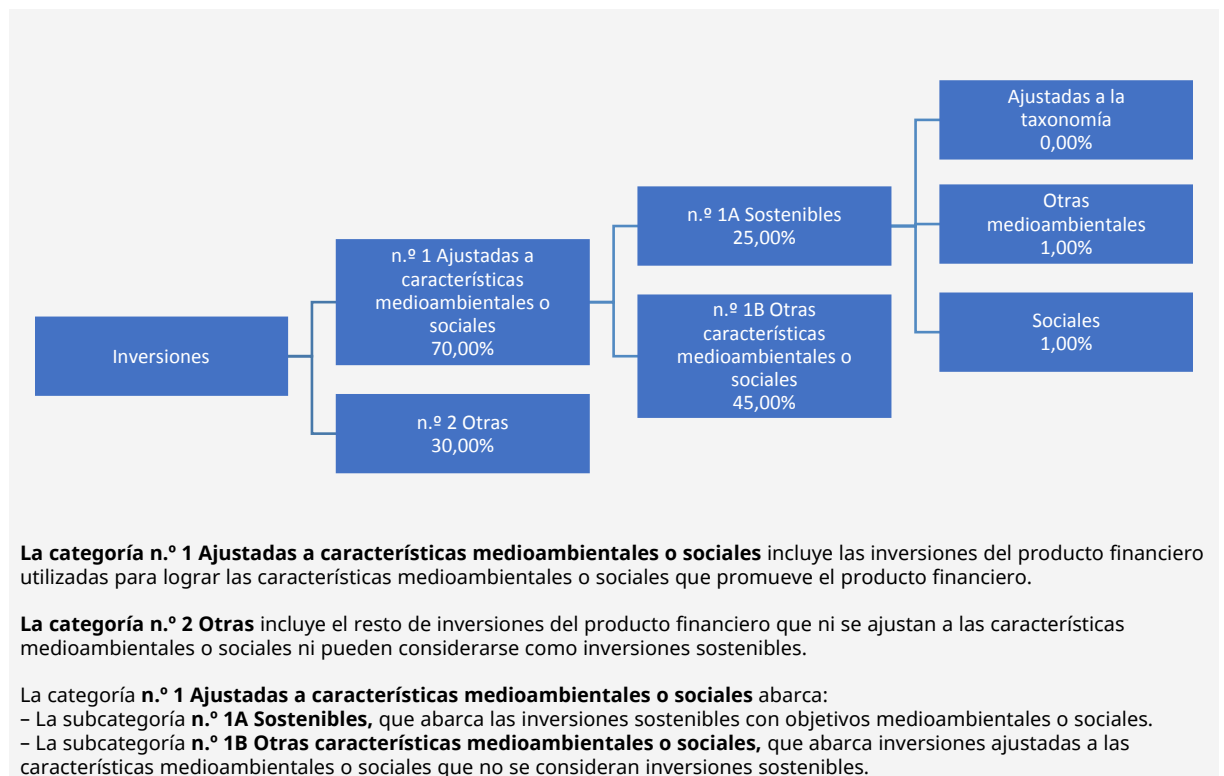 Inversiones
n.º 1 Ajustadas a
características
medioambientales o
sociales
70,00%
n.º 2 Otras
30,00%
n.º 1A Sostenibles
25,00%
n.º 1B Otras
características
medioambientales o
sociales
45,00%
Ajustadas a la
taxonomía
0,00%
Otras
medioambientales
1,00%
Sociales
1,00%
La categoría n.º 1 Ajustadas a características medioambientales o sociales incluye las inversiones del producto financiero
utilizadas para lograr las características medioambientales o sociales que promueve el producto financiero.
La categoría n.º 2 Otras incluye el resto de inversiones del producto financiero que ni se ajustan a las características
medioambientales o sociales ni pueden considerarse como inversiones sostenibles.
La categoría n.º 1 Ajustadas a características medioambientales o sociales abarca:
– La subcategoría n.º 1A Sostenibles, que abarca las inversiones sostenibles con objetivos medioambientales o sociales.
– La subcategoría n.º 1B Otras características medioambientales o sociales, que abarca inversiones ajustadas a las
características medioambientales o sociales que no se consideran inversiones sostenibles.